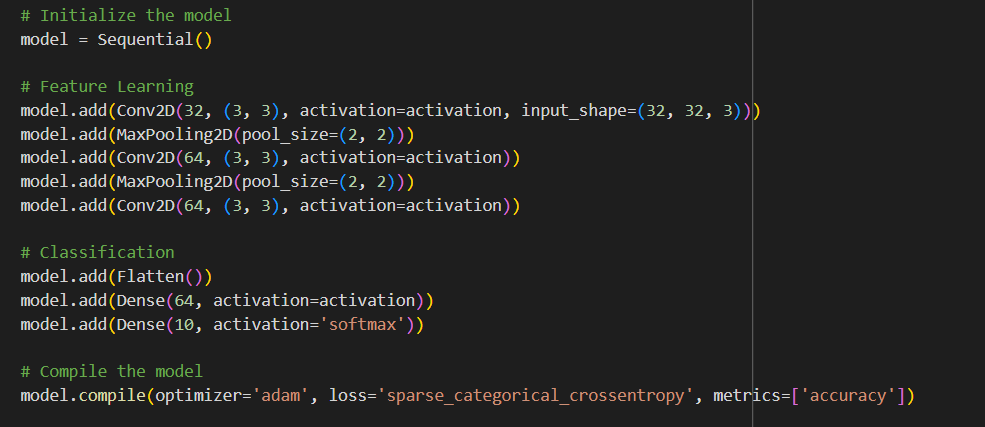 # Initialize the model
model = Sequential()
# Feature Learning
model.add(Conv2D(32, (3, 3), activation=activation, input_shape=(32, 32, 3)))
model.add(MaxPooling2D(pool_size=(2, 2)))
model.add(Conv2D(64, (3, 3), activation=activation))
model.add(MaxPooling2D(pool_size=(2, 2)))
model.add(Conv2D(64, (3, 3), activation=activation))
# Classification
model.add(Flatten())
model.add(Dense(64, activation=activation))
model.add(Dense(10, activation='softmax'))
# Compile the model
model.compile(optimizer='adam', loss='sparse_categorical_crossentropy', metrics=['accuracy'])